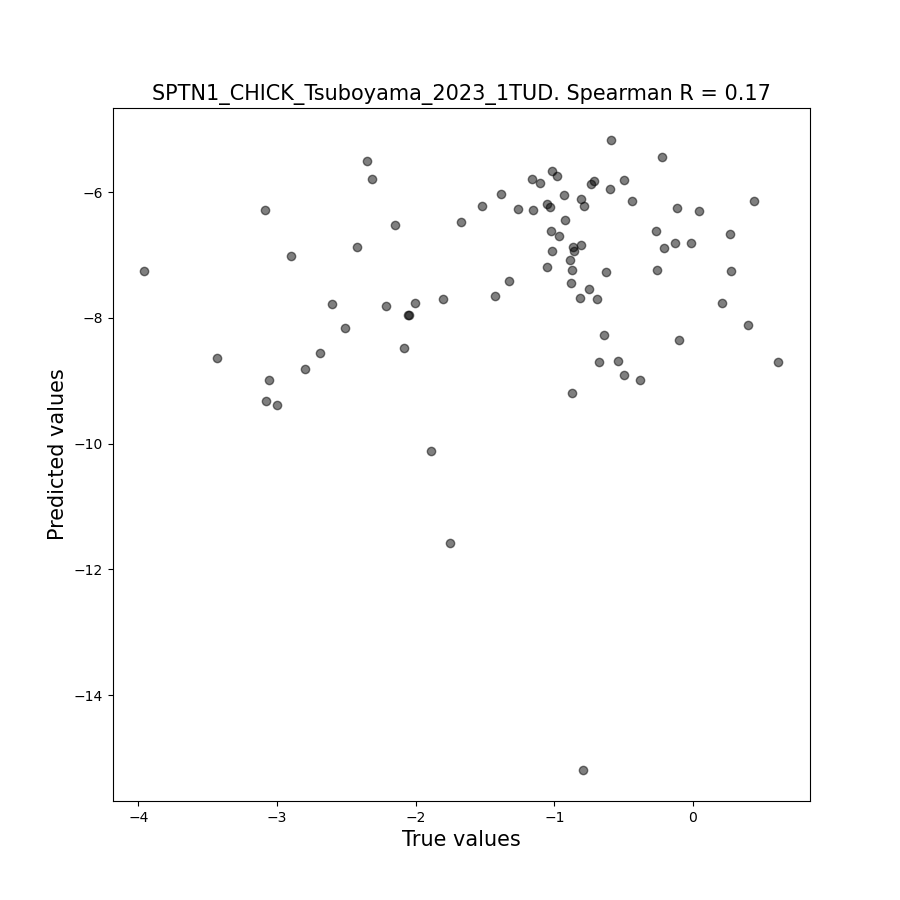 SPTN1_CHICK_Tsuboyama_2023_1TUD. Spearman R = 0.17
−6
−8
−10
−12
−14
Predicted values
−4 −3 −2 −1 0
True values